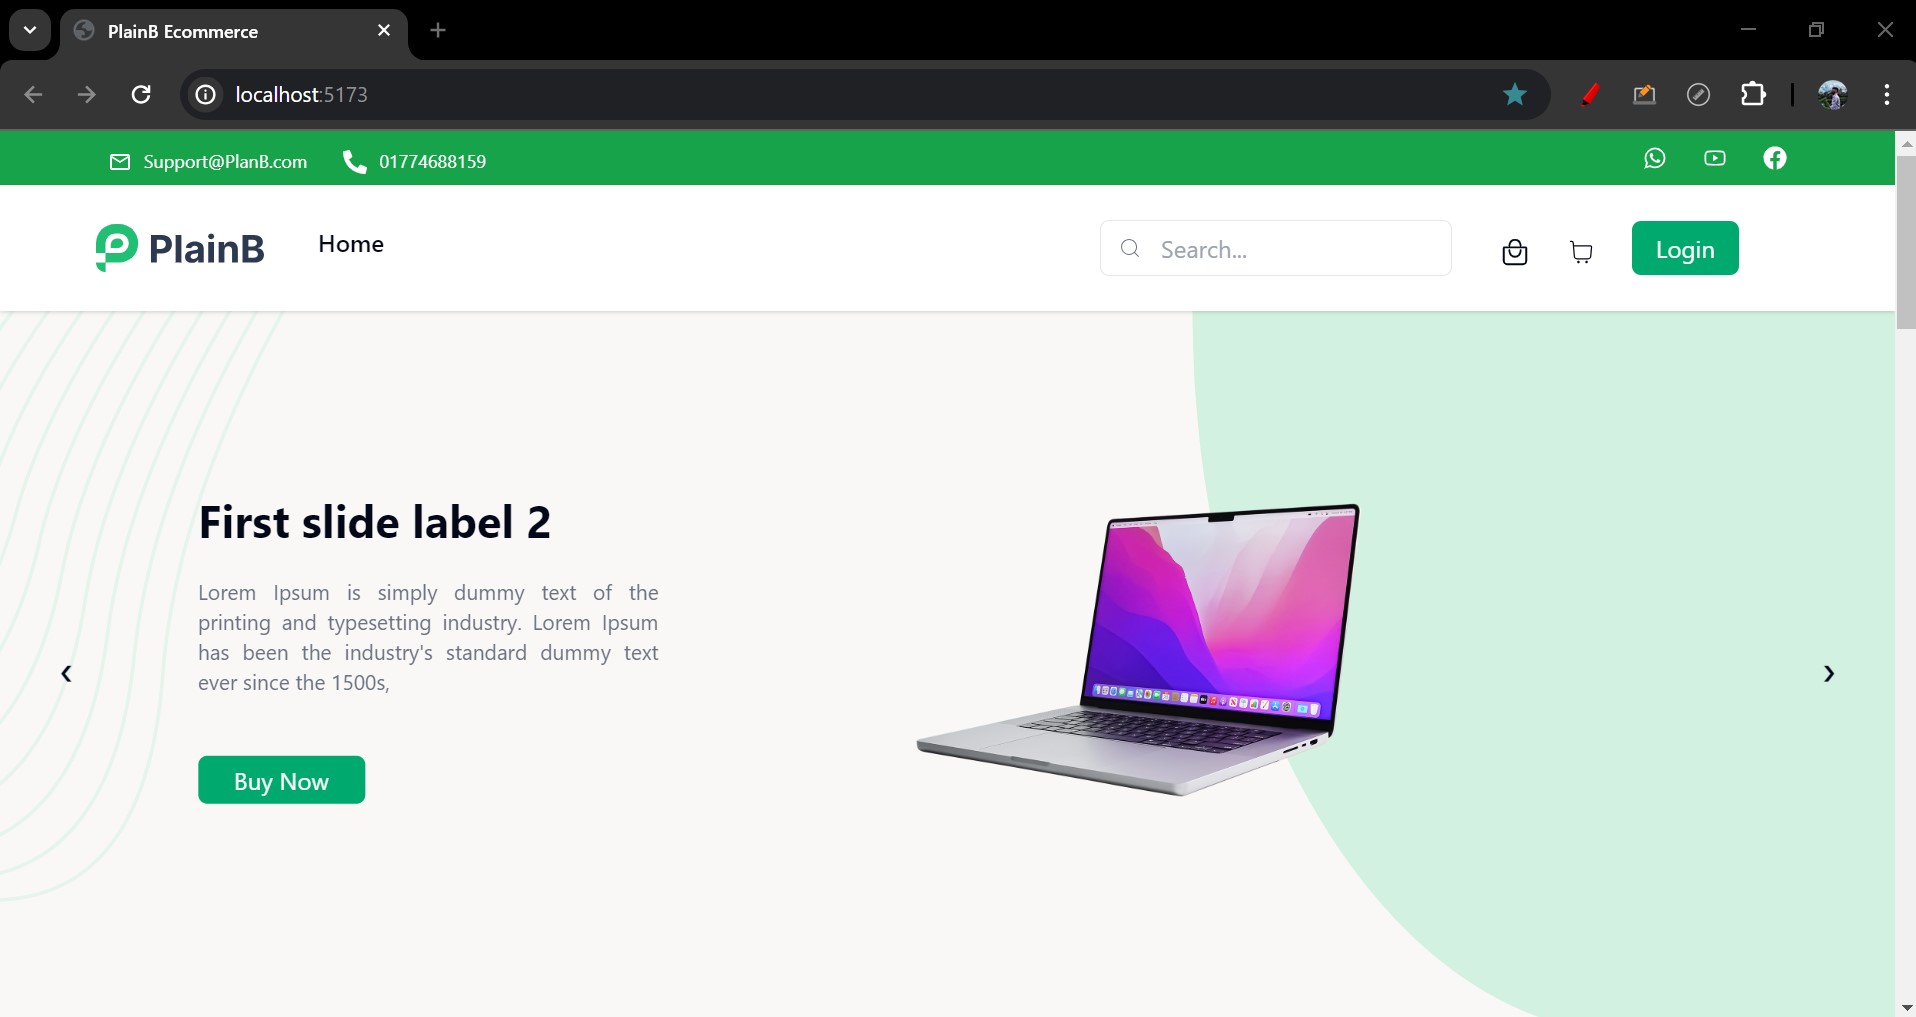 PlainB Ecommerce
localhost:5173
Support@PlanB.com 01774688159
PlainB Home Search... Login
First slide label 2
Lorem Ipsum is simply dummy text of the
printing and typesetting industry. Lorem Ipsum
has been the industry's standard dummy text
ever since the 1500s,
Buy Now